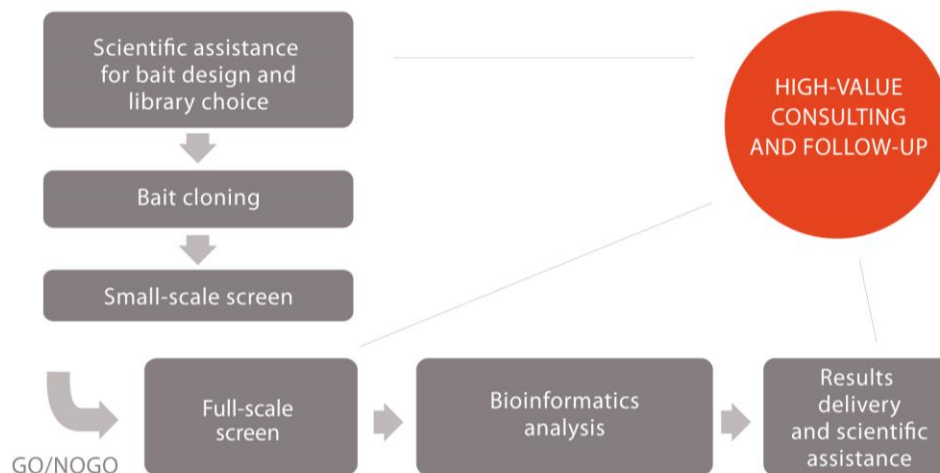 Scientific assistance
for bait design and
library choice
HIGH-VALUE
CONSULTING
AND FOLLOW-UP
Bait cloning
Small-scale screen
GO/NOGO
Full-scale
screen
Bioinformatics
analysis
Results
delivery
and scientific
assistance